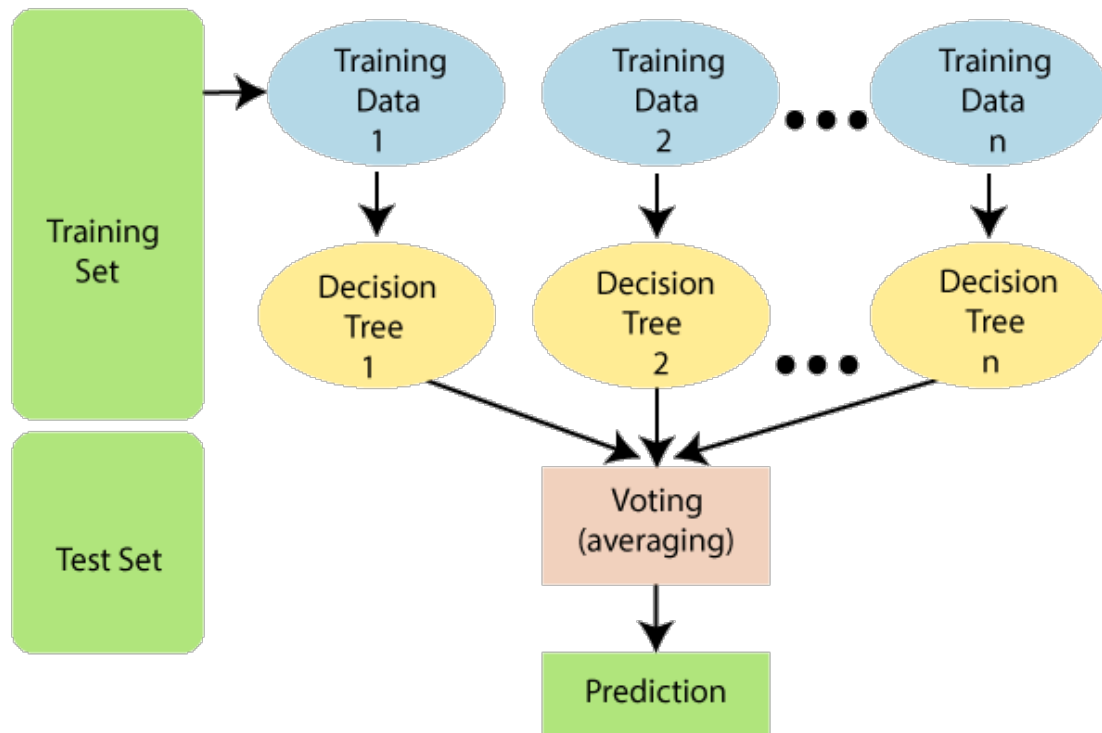 Training
Set
Test Set
Training
Data
1
Training
Data
2
Training
Data
n
Decision
Tree
1
Decision
Tree
2
Decision
Tree
n
Voting
(averaging)
Prediction